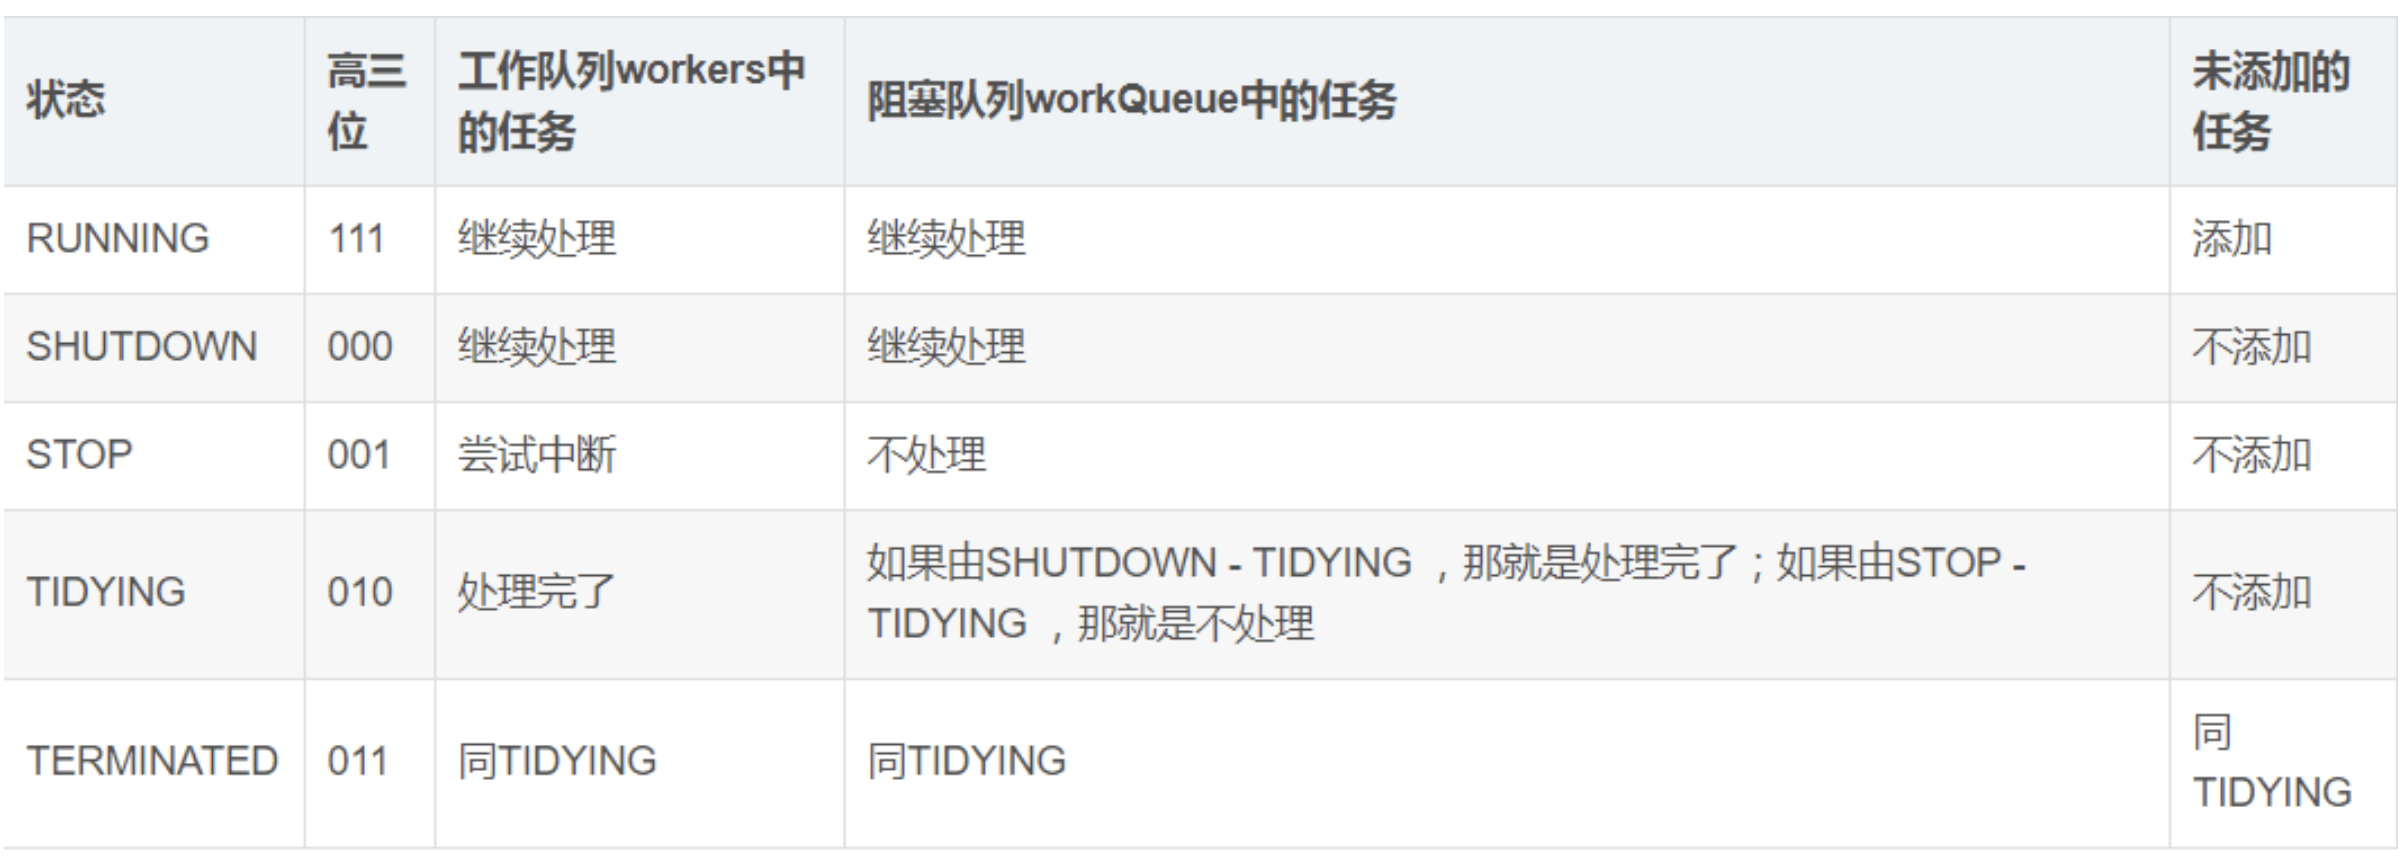 状态
高三
位
工作队列workers中
的任务
阻塞队列workQueue中的任务
未添加的
任务
RUNNING
111
继续处理
继续处理
添加
SHUTDOWN
000
继续处理
继续处理
不添加
STOP
001
尝试中断
不处理
不添加
TIDYING
010
处理完了
如果由SHUTDOWN - TIDYING ，那就是处理完了；如果由STOP -
TIDYING ，那就是不处理
不添加
TERMINATED
011
同TIDYING
同TIDYING
同
TIDYING